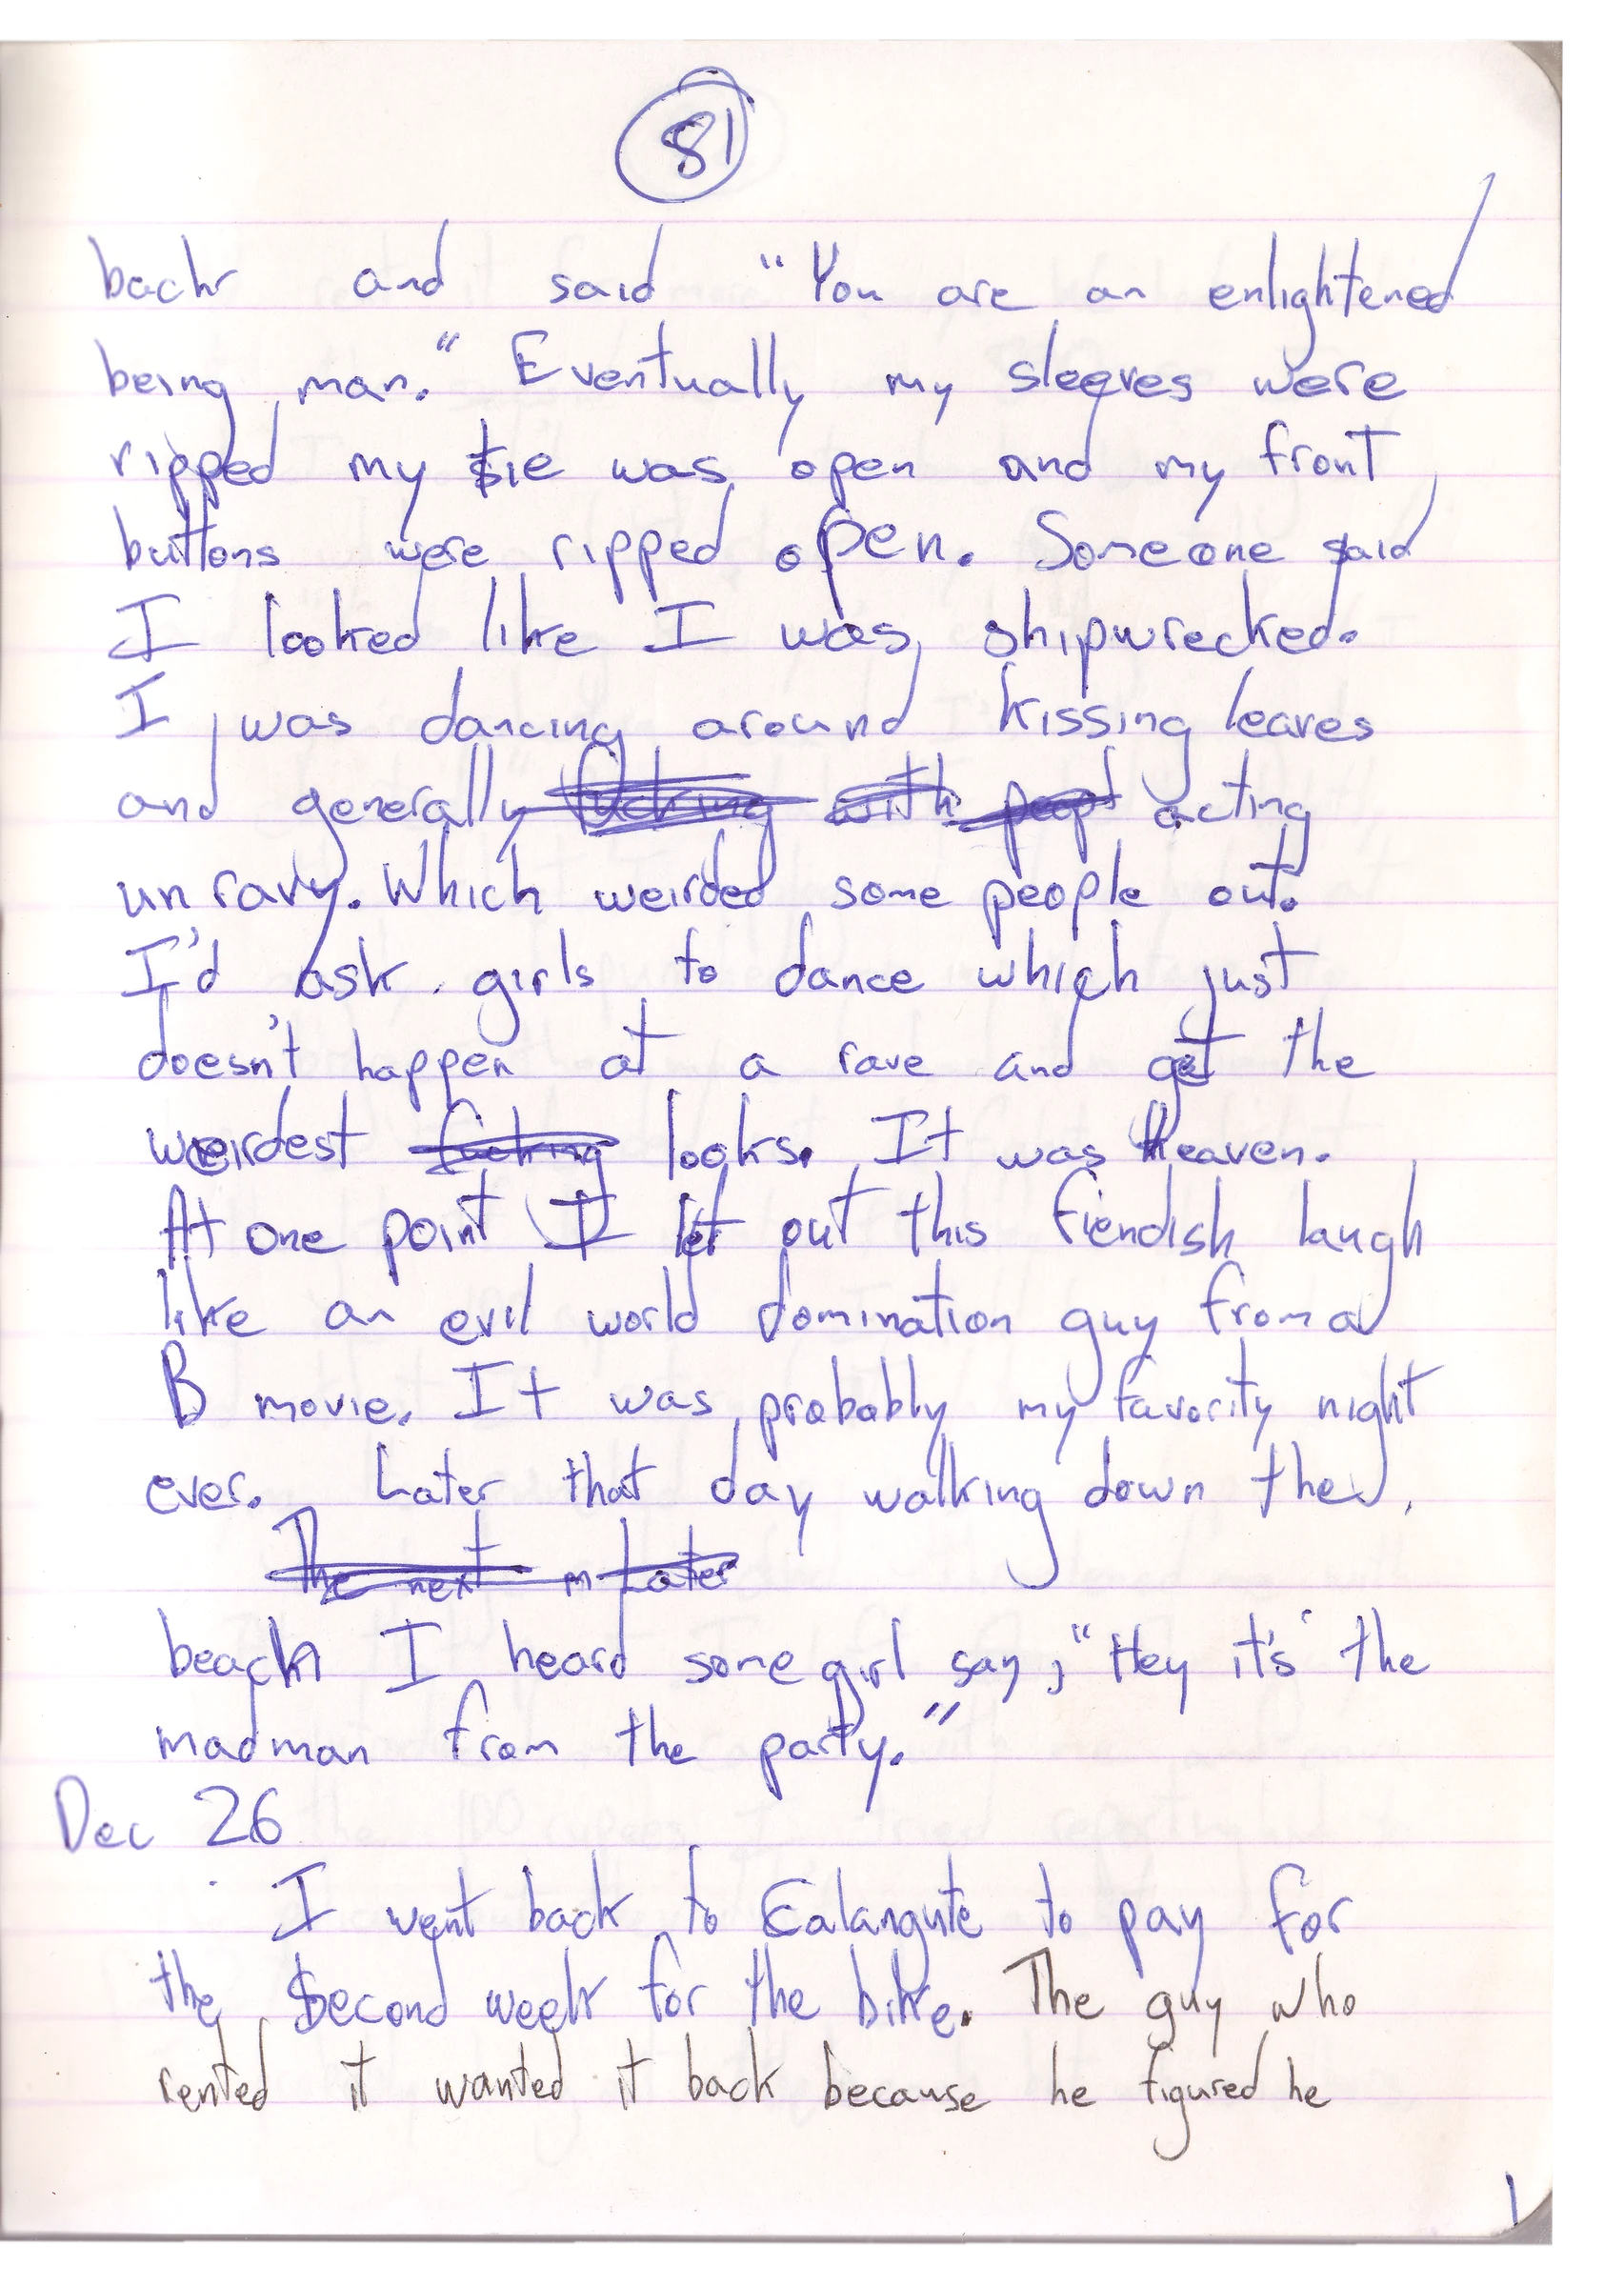 81
back and said "You are an enlightened
being man." Eventually my sleeves were
ripped my tie was open and my front
buttons were ripped open. Someone said
I looked like I was shipwrecked.
I was dancing around kissing leaves
and generally fucking with peopl acting
un ravy. Which weirded some people out.
I'd ask girls to dance which just
doesn't happen at a rave and get the
weirdest fucking looks. It was Heaven.
At one point I let out this fiendish laugh
like an evil world domination guy from a
B movie. It was probably my favority night
ever. Later that day walking down the
The next m Later
beach I heard some girl say, "Hey it's the
madman from the party."
Dec 26
I went back to Calangute to pay for
the Second week for the bike. The guy who
rented it wanted it back because he figured he